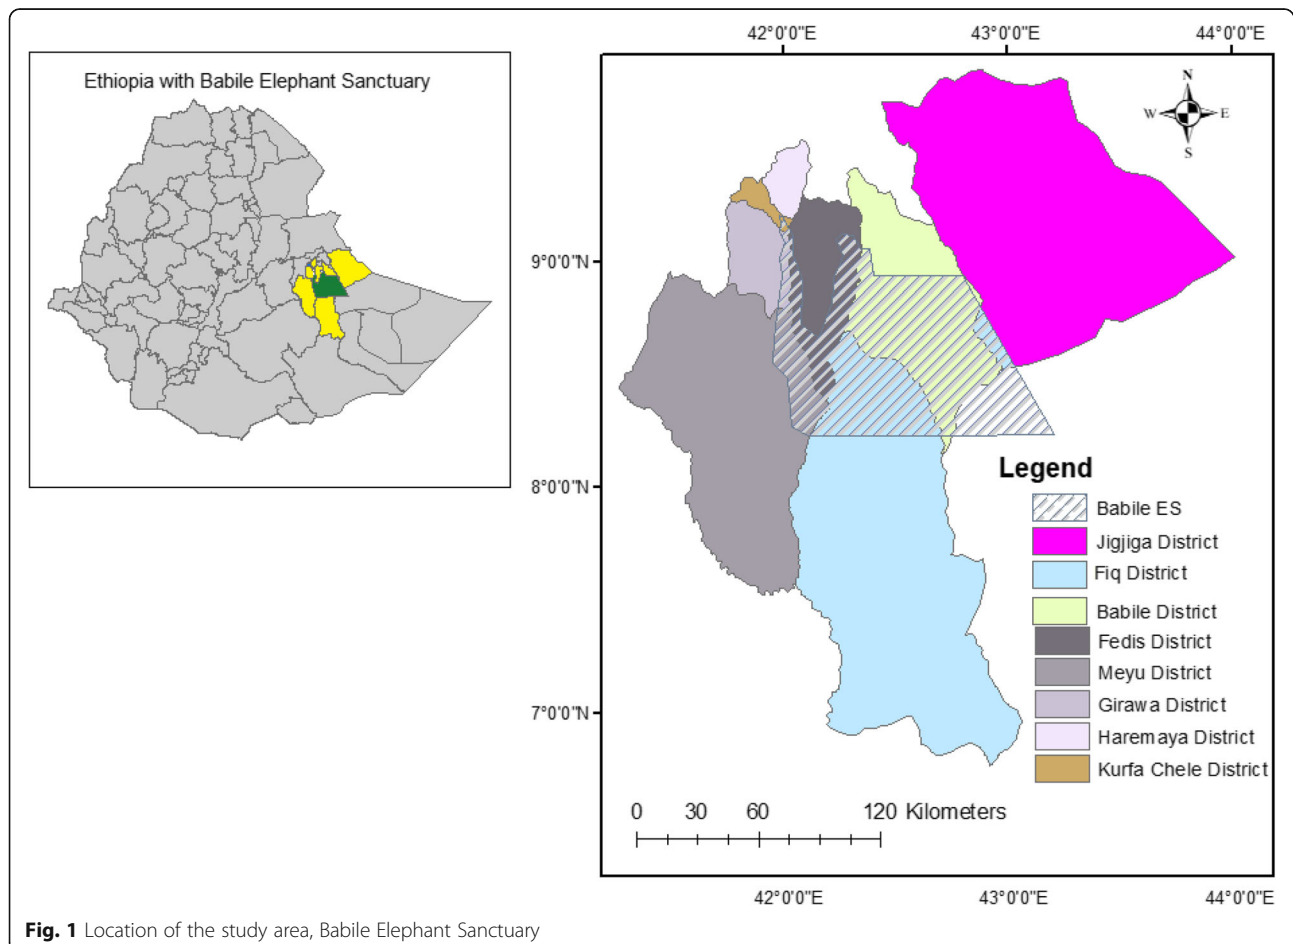 Ethiopia with Babile Elephant Sanctuary
42°0'0"E 43°0'0"E 44°0'0"E
N
W E
S
9°0'0"N
8°0'0"N
7°0'0"N
Legend
Babile ES
Jigjiga District
Fiq District
Babile District
Fedis District
Meyu District
Girawa District
Haremaya District
Kurfa Chele District
0 30 60 120 Kilometers
42°0'0"E 43°0'0"E 44°0'0"E
Fig. 1 Location of the study area, Babile Elephant Sanctuary